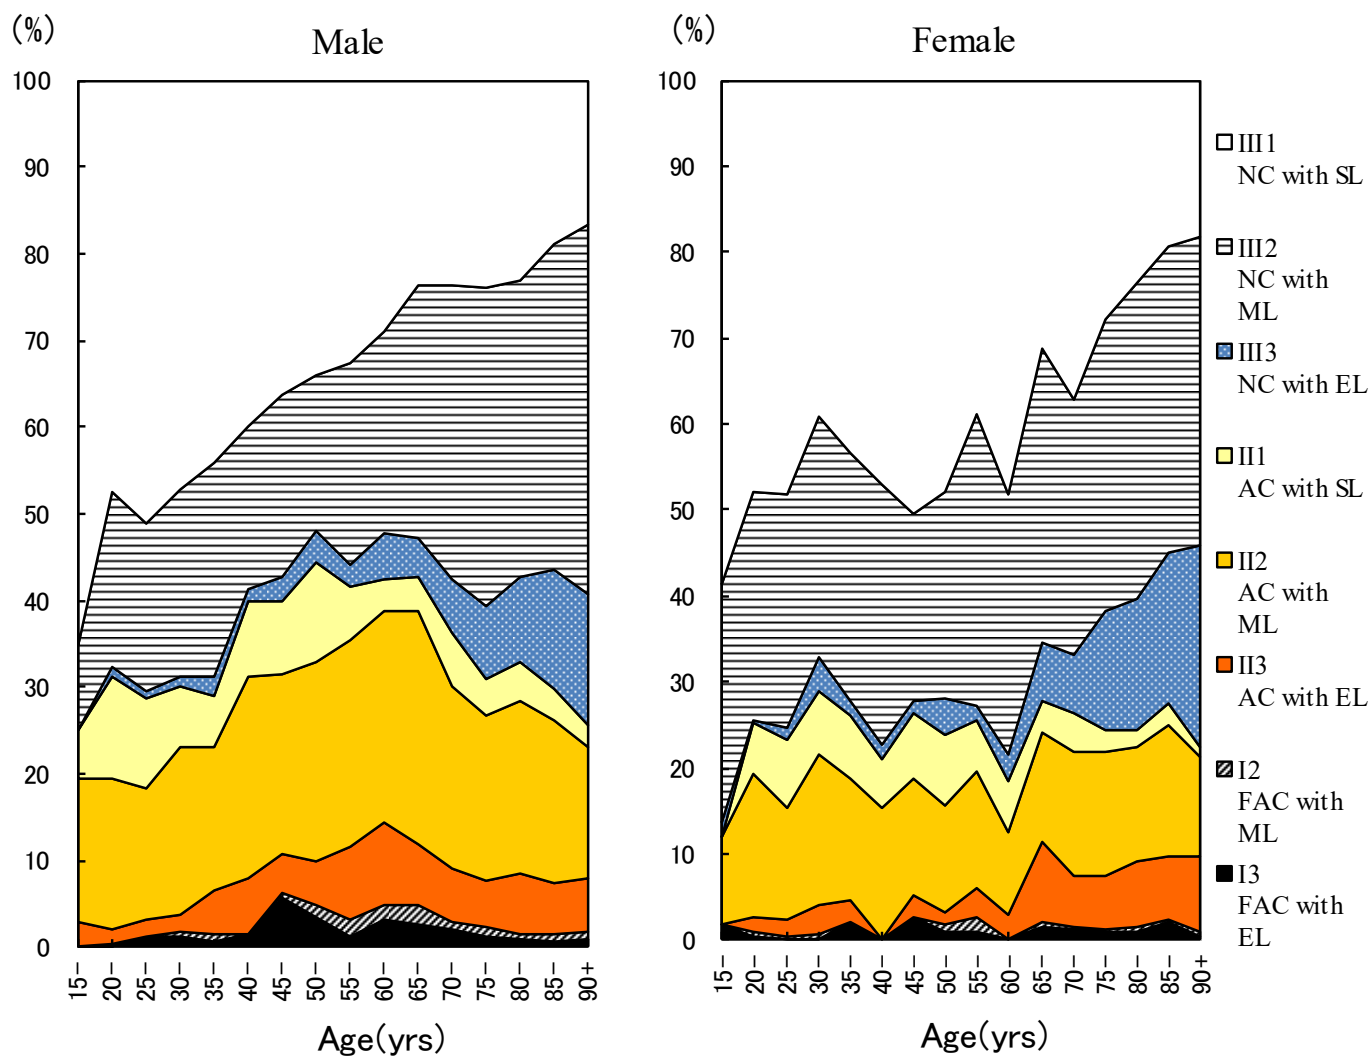 (%)
Male
100
90
80
70
60
50
40
30
20
10
0
15–
20–
25–
30–
35–
40–
45–
50–
55–
60–
65–
70–
75–
80–
85–
90+
Age(yrs)
(%)
Female
100
90
80
70
60
50
40
30
20
10
0
15–
20–
25–
30–
35–
40–
45–
50–
55–
60–
65–
70–
75–
80–
85–
90+
Age(yrs)
III1
NC with SL
III2
NC with
ML
III3
NC with EL
II1
AC with SL
II2
AC with
ML
II3
AC with EL
I2
FAC with
ML
I3
FAC with
EL